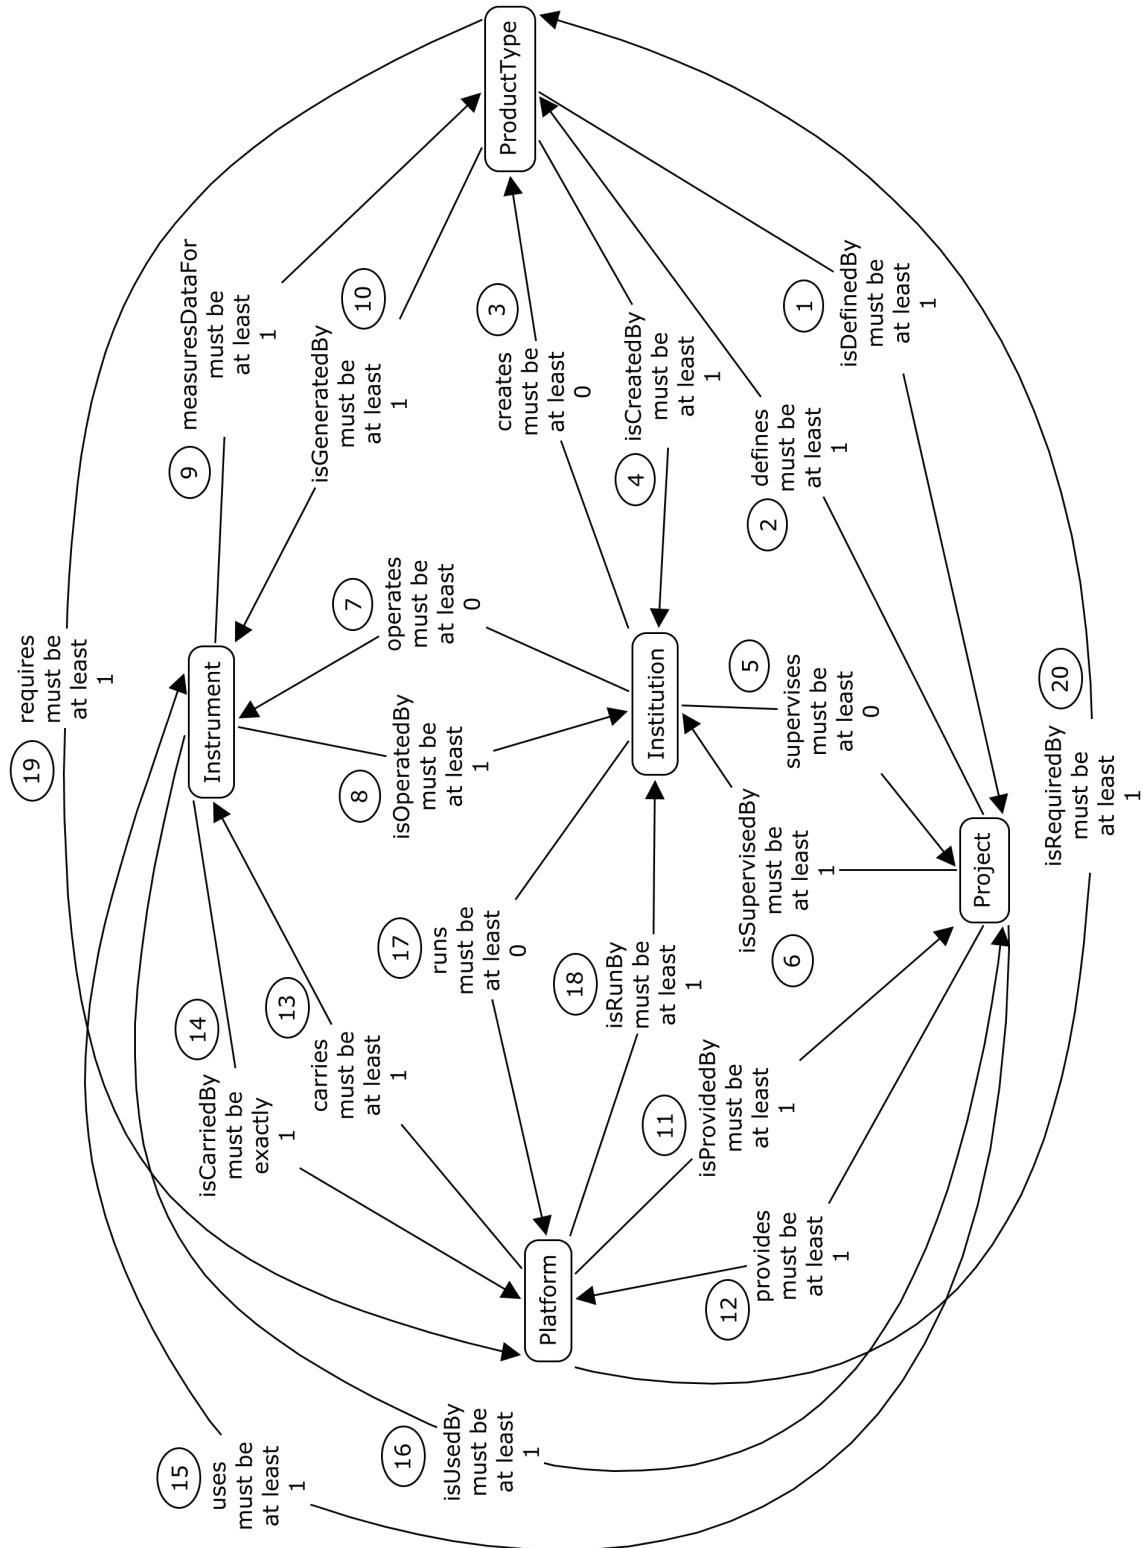 ProductType
measuresDataFor
must be
at least
1
9
isGeneratedBy
must be
at least
1
10
creates
must be
at least
0
3
isCreatedBy
must be
at least
1
4
defines
must be
at least
1
2
isDefinedBy
must be
at least
1
1
requires
must be
at least
1
19
Instrument
operates
must be
at least
0
7
isOperatedBy
must be
at least
1
8
Institution
supervises
must be
at least
0
5
isSupervisedBy
must be
at least
1
6
Project
isRequiredBy
must be
at least
1
20
isCarriedBy
must be
exactly
1
14
carries
must be
at least
1
13
runs
must be
at least
0
17
isRunBy
must be
at least
1
18
isProvidedBy
must be
at least
1
11
provides
must be
at least
1
12
Platform
uses
must be
at least
1
15
isUsedBy
must be
at least
1
16